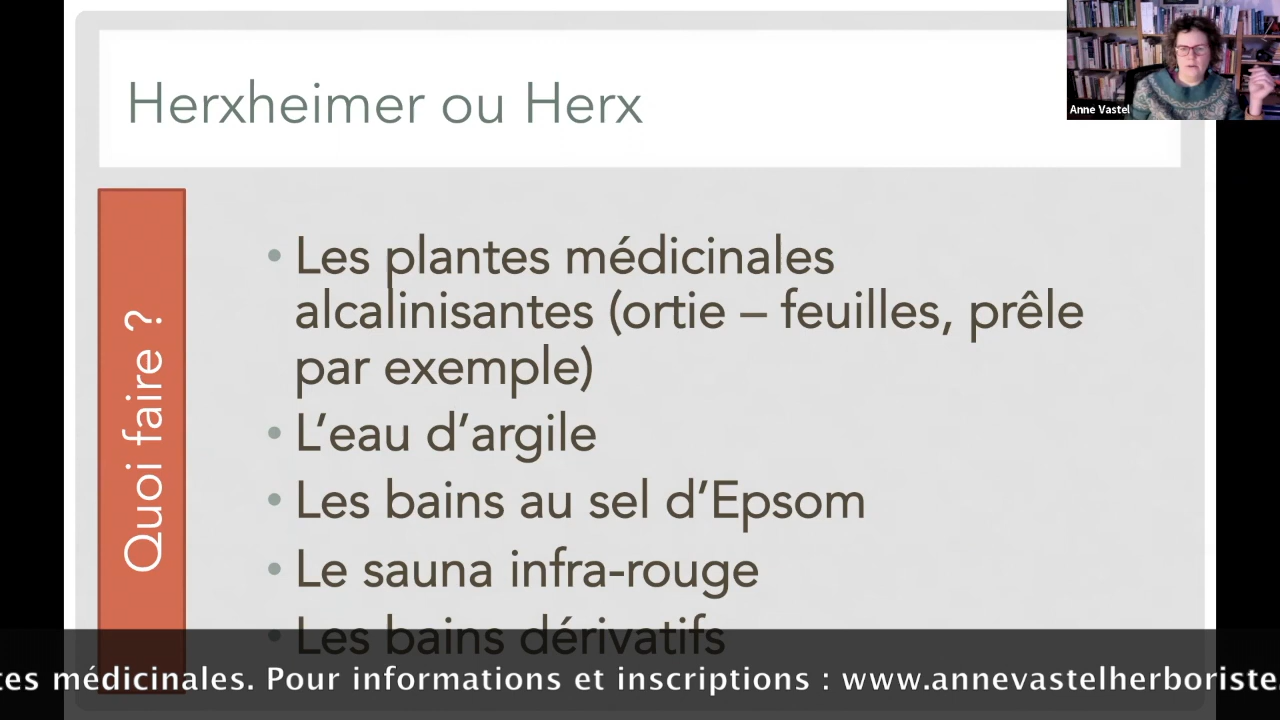 Herxheimer ou Herx
Anne Vastel
Quoi faire ?
• Les plantes médicinales
alcalinisantes (ortie – feuilles, prêle
par exemple)
• L’eau d’argile
• Les bains au sel d’Epsom
• Le sauna infra-rouge
• Les bains dérivatifs
médicinales. Pour informations et inscriptions : www.annevastelherboriste